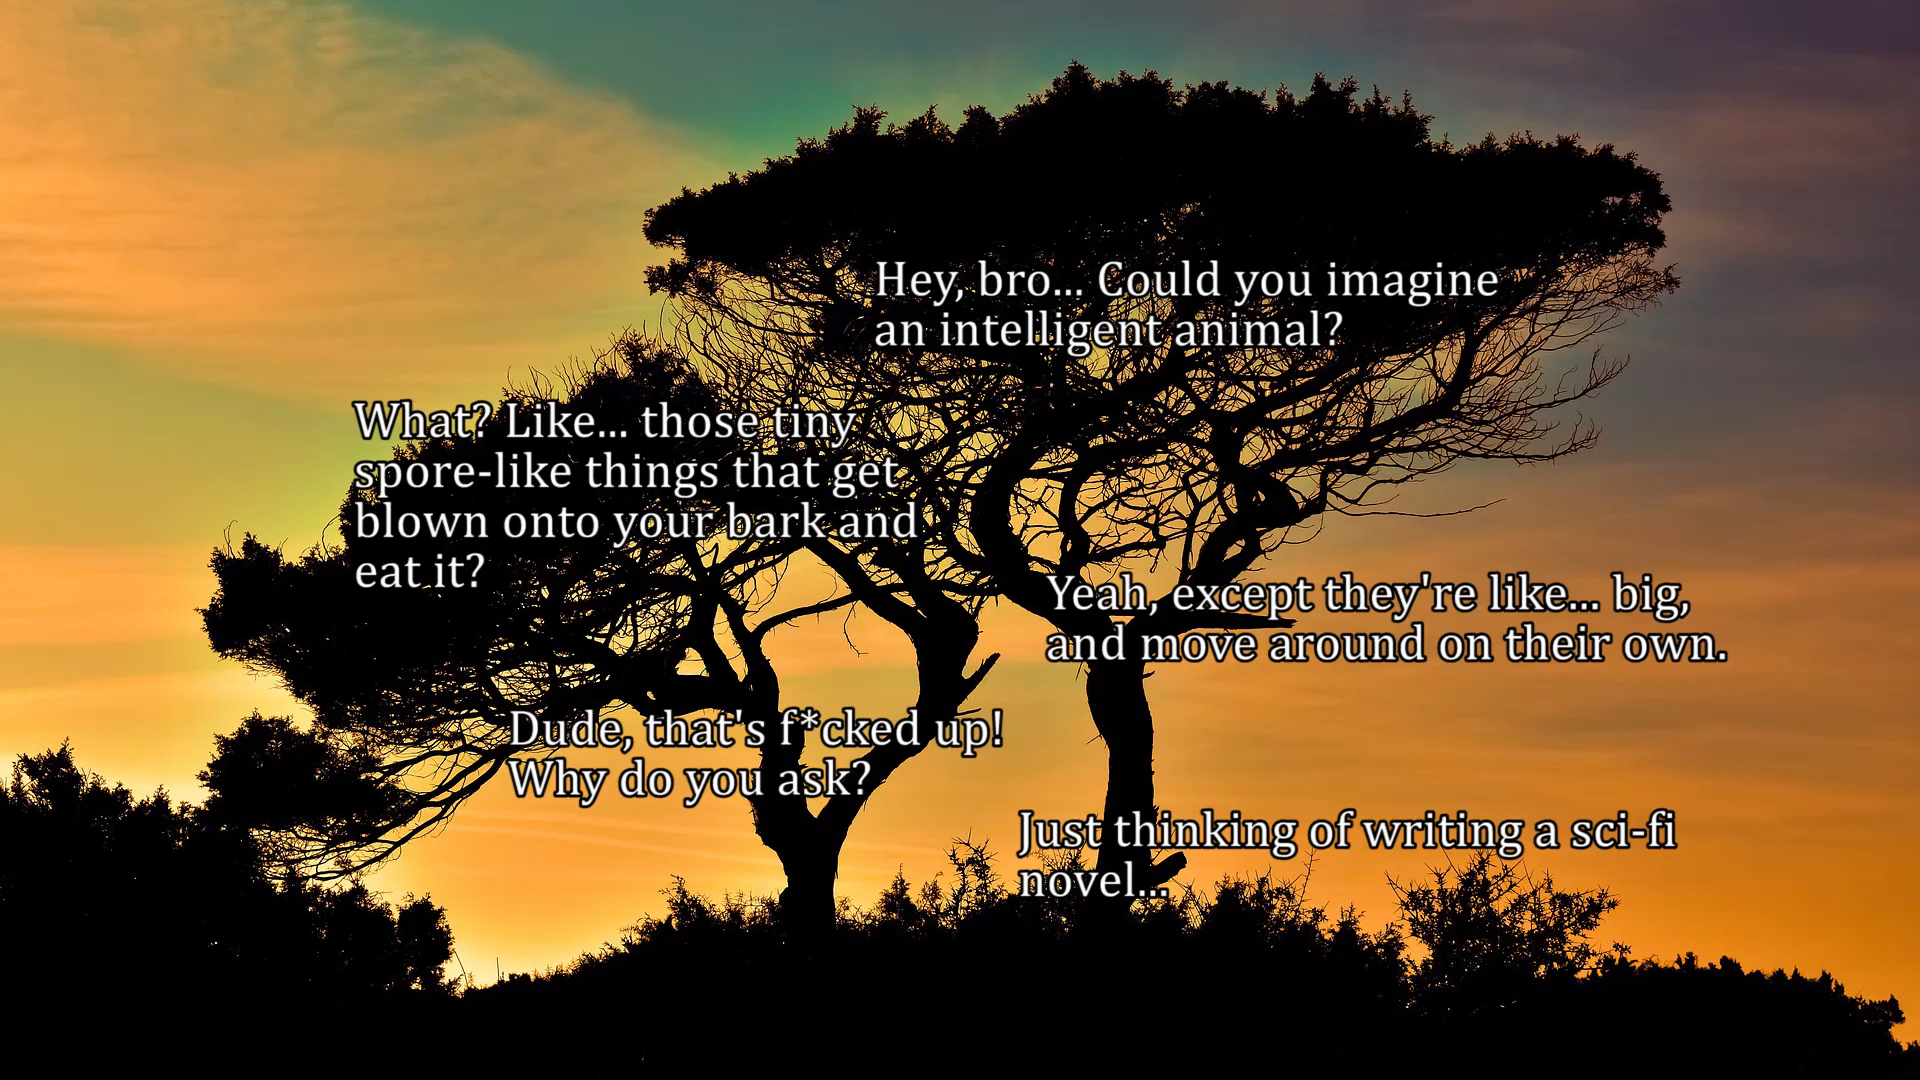 Hey, bro... Could you imagine
an intelligent animal?
What? Like... those tiny
spore-like things that get
blown onto your bark and
eat it?
Yeah, except they're like... big,
and move around on their own.
Dude, that's f*cked up!
Why do you ask?
Just thinking of writing a sci-fi
novel...